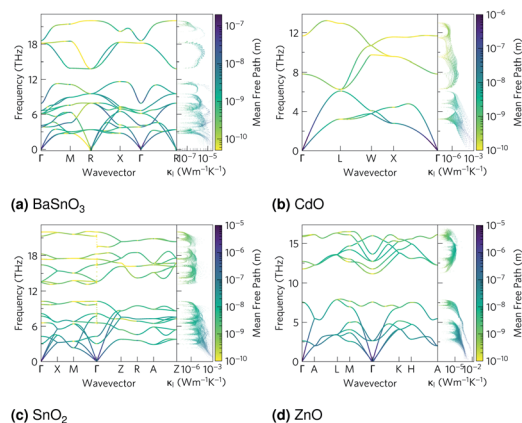 (a)
18
12
6
0
Frequency (THz)
Γ M R X Γ R
10⁻⁷ 10⁻⁵
Wavevector
κₗ (Wm⁻¹K⁻¹)
10⁻⁷
10⁻⁸
10⁻⁹
10⁻¹⁰
Mean Free Path (m)
(a) BaSnO₃
(b)
18
12
6
0
Frequency (THz)
Γ L W X Γ
10⁻⁶ 10⁻³
Wavevector
κₗ (Wm⁻¹K⁻¹)
10⁻⁶
10⁻⁷
10⁻⁸
10⁻⁹
10⁻¹⁰
Mean Free Path (m)
(b) CdO
(c)
18
12
6
0
Frequency (THz)
Γ X M Γ Z R A Z
10⁻⁶ 10⁻³
Wavevector
κₗ (Wm⁻¹K⁻¹)
10⁻⁵
10⁻⁶
10⁻⁷
10⁻⁸
10⁻⁹
10⁻¹⁰
Mean Free Path (m)
(c) SnO₂
(d)
15
10
5
0
Frequency (THz)
Γ A L M Γ K H A
10⁻⁵ 10⁻²
Wavevector
κₗ (Wm⁻¹K⁻¹)
10⁻⁵
10⁻⁶
10⁻⁷
10⁻⁸
10⁻⁹
10⁻¹⁰
Mean Free Path (m)
(d) ZnO